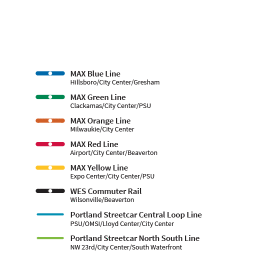 MAX Blue Line
Hillsboro/City Center/Gresham
MAX Green Line
Clackamas/City Center/PSU
MAX Orange Line
Milwaukie/City Center
MAX Red Line
Airport/City Center/Beaverton
MAX Yellow Line
Expo Center/City Center/PSU
WES Commuter Rail
Wilsonville/Beaverton
Portland Streetcar Central Loop Line
PSU/OMSI/Lloyd Center/City Center
Portland Streetcar North South Line
NW 23rd/City Center/South Waterfront